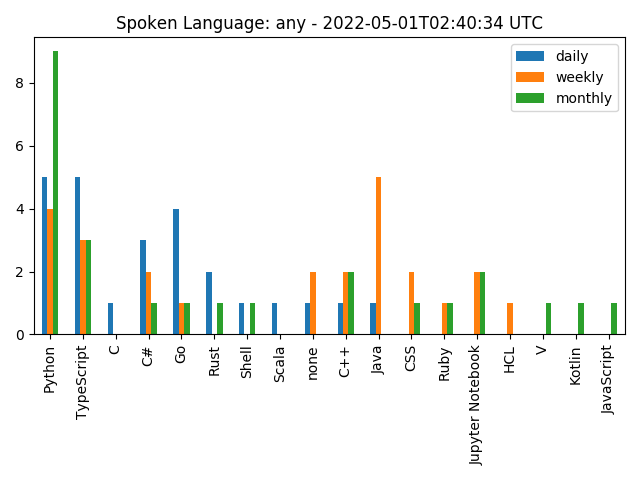 Spoken Language: any - 2022-05-01T02:40:34 UTC
daily
weekly
monthly
8
6
4
2
0
Python
TypeScript
C
C#
Go
Rust
Shell
Scala
none
C++
Java
CSS
Ruby
Jupyter Notebook
HCL
V
Kotlin
JavaScript